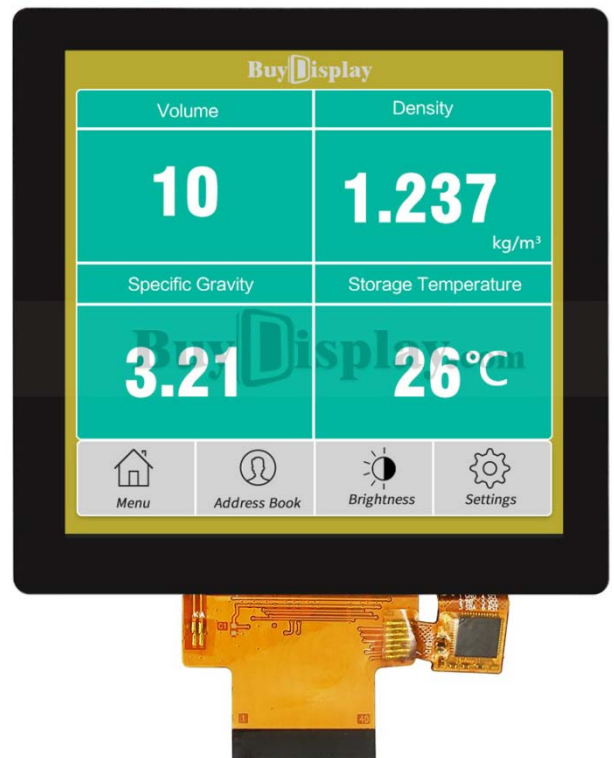 BuyDisplay
Volume
Density
10
1.237
kg/m³
Specific Gravity
Storage Temperature
BuyDisplay.com
3.21
26°C
Menu
Address Book
Brightness
Settings
1
40